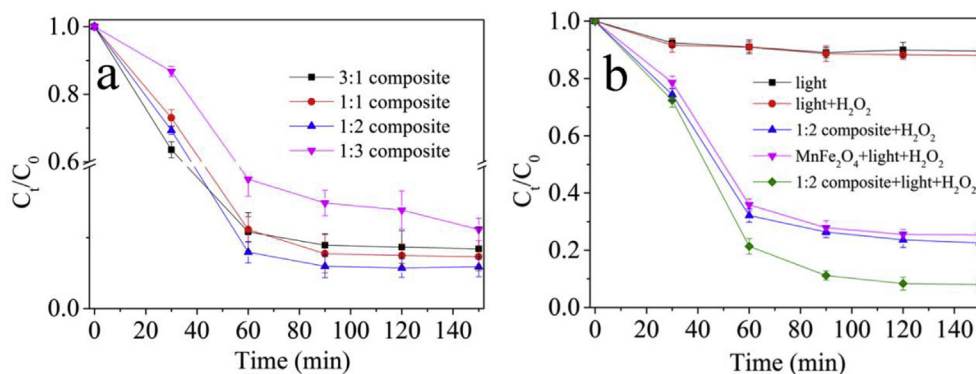 a
1.0
0.8
0.6
0.0
C_t/C_0
0 20 40 60 80 100 120 140
Time (min)
3:1 composite
1:1 composite
1:2 composite
1:3 composite
b
1.0
0.8
0.6
0.4
0.2
0.0
C_t/C_0
0 20 40 60 80 100 120 140
Time (min)
light
light+H₂O₂
1:2 composite+H₂O₂
MnFe₂O₄+light+H₂O₂
1:2 composite+light+H₂O₂